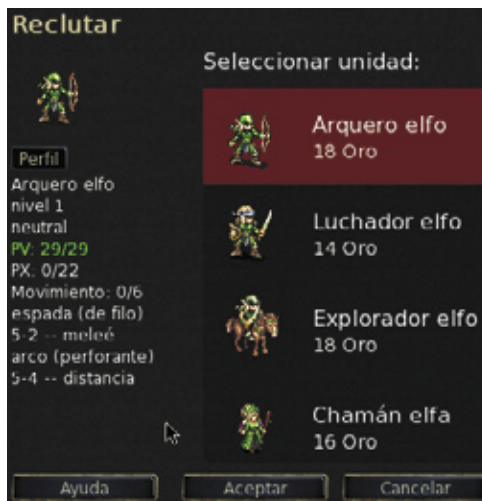 Reclutar
Seleccionar unidad:
Perfil
Arquero elfo
nivel 1
neutral
PV: 29/29
PX: 0/22
Movimiento: 0/6
espada (de filo)
5-2 -- meleé
arco (perforante)
5-4 -- distancia
Arquero elfo
18 Oro
Luchador elfo
14 Oro
Explorador elfo
18 Oro
Chamán elfa
16 Oro
Ayuda
Aceptar
Cancelar